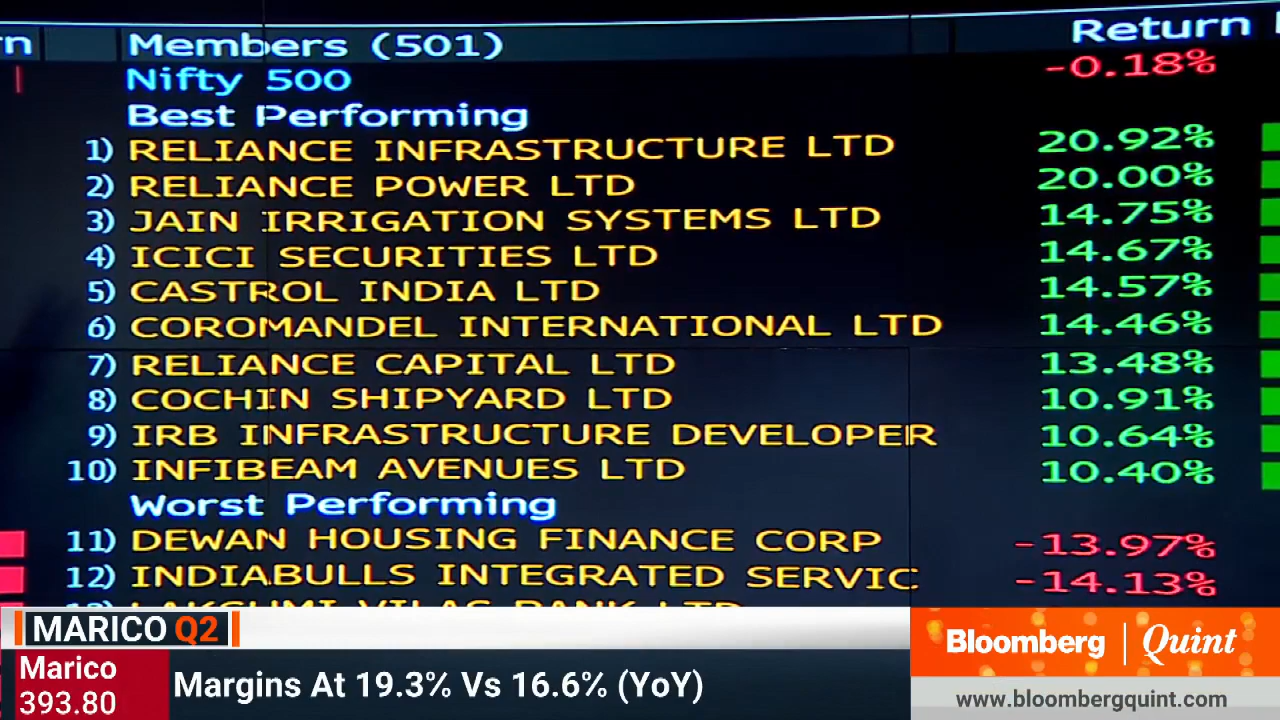 rn Members (501) Return
Nifty 500 -0.18%
Best Performing
1) RELIANCE INFRASTRUCTURE LTD 20.92%
2) RELIANCE POWER LTD 20.00%
3) JAIN IRRIGATION SYSTEMS LTD 14.75%
4) ICICI SECURITIES LTD 14.67%
5) CASTROL INDIA LTD 14.57%
6) COROMANDEL INTERNATIONAL LTD 14.46%
7) RELIANCE CAPITAL LTD 13.48%
8) COCHIN SHIPYARD LTD 10.91%
9) IRB INFRASTRUCTURE DEVELOPER 10.64%
10) INFIBEAM AVENUES LTD 10.40%
Worst Performing
11) DEWAN HOUSING FINANCE CORP -13.97%
12) INDIABULLS INTEGRATED SERVIC -14.13%
LAKSHMI VILAS BANK LTD
MARICO Q2
Marico
393.80
Margins At 19.3% Vs 16.6% (YoY)
Bloomberg | Quint
www.bloombergquint.com